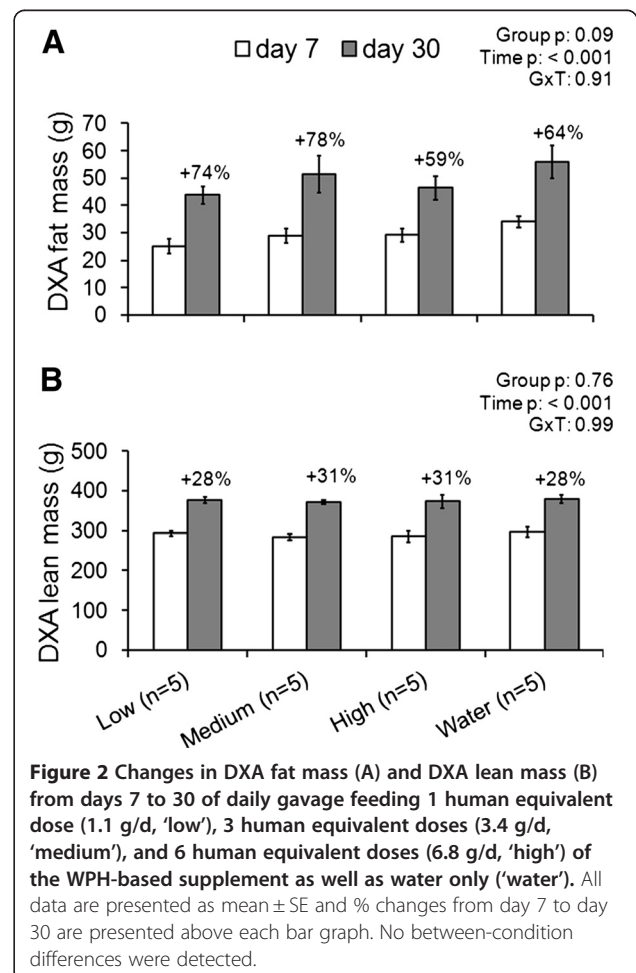 A
day 7 day 30
Group p: 0.09
Time p: < 0.001
GxT: 0.91
DXA fat mass (g)
70
60
50
40
30
20
10
0
+74%
+78%
+59%
+64%
B
Group p: 0.76
Time p: < 0.001
GxT: 0.99
DXA lean mass (g)
500
400
300
200
100
0
+28%
+31%
+31%
+28%
Low (n=5)
Medium (n=5)
High (n=5)
Water (n=5)
Figure 2 Changes in DXA fat mass (A) and DXA lean mass (B)
from days 7 to 30 of daily gavage feeding 1 human equivalent
dose (1.1 g/d, ‘low’), 3 human equivalent doses (3.4 g/d,
‘medium’), and 6 human equivalent doses (6.8 g/d, ‘high’) of
the WPH-based supplement as well as water only (‘water’). All
data are presented as mean ± SE and % changes from day 7 to day
30 are presented above each bar graph. No between-condition
differences were detected.